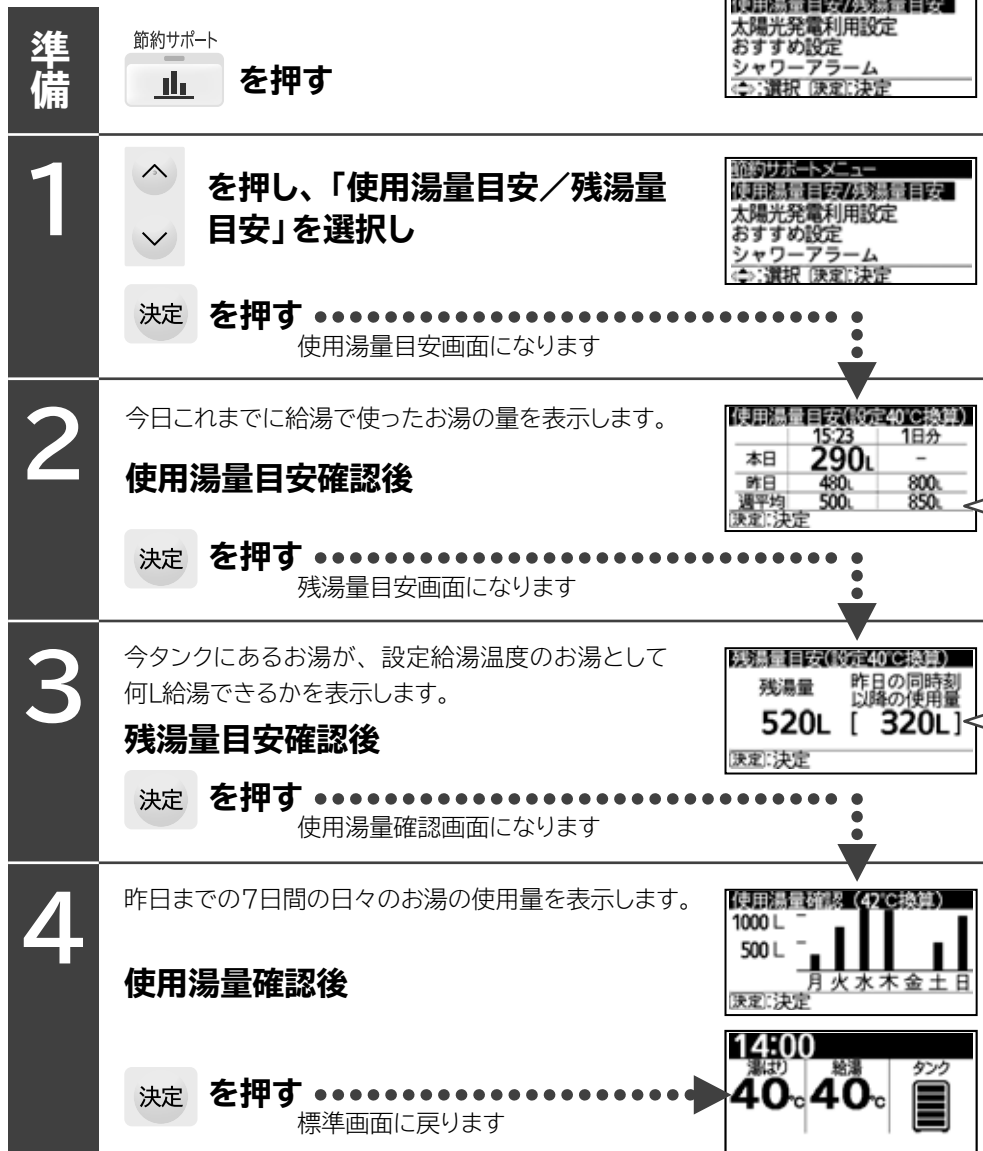 準備
節約サポート
を押す
使用湯量目安/残湯量目安
太陽光発電利用設定
おすすめ設定
シャワーアラーム
:選択 決定:決定
1
を押し、「使用湯量目安／残湯量
目安」を選択し
決定 を押す
使用湯量目安画面になります
節約サポートメニュー
使用湯量目安/残湯量目安
太陽光発電利用設定
おすすめ設定
シャワーアラーム
:選択 決定:決定
2
今日これまでに給湯で使ったお湯の量を表示します。
使用湯量目安確認後
決定 を押す
残湯量目安画面になります
使用湯量目安(設定40℃換算)
15:23 1日分
本日 290L -
昨日 480L 800L
週平均 500L 850L
決定:決定
3
今タンクにあるお湯が、設定給湯温度のお湯として
何L給湯できるかを表示します。
残湯量目安確認後
決定 を押す
使用湯量確認画面になります
残湯量目安(設定40℃換算)
残湯量 昨日の同時刻
以降の使用量
520L [ 320L]
決定:決定
4
昨日までの7日間の日々のお湯の使用量を表示します。
使用湯量確認後
決定 を押す
標準画面に戻ります
使用湯量確認 (42℃換算)
1000 L
500 L
月 火 水 木 金 土 日
決定:決定
14:00
湯はり 給湯 タンク
40℃ 40℃